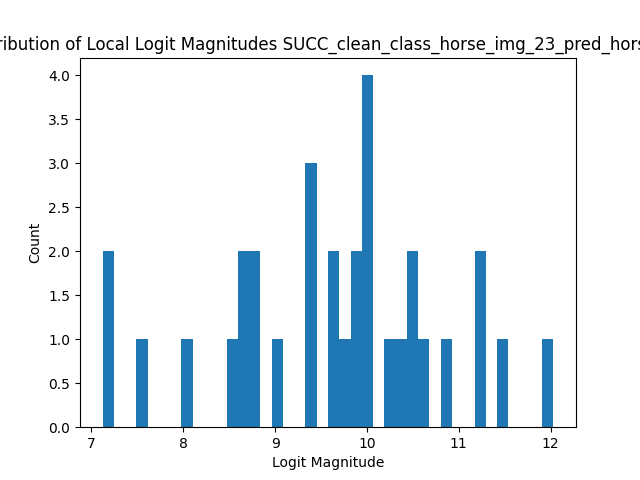 ribution of Local Logit Magnitudes SUCC_clean_class_horse_img_23_pred_hors
4.0
3.5
3.0
2.5
2.0
1.5
1.0
0.5
0.0
Count
7 8 9 10 11 12
Logit Magnitude